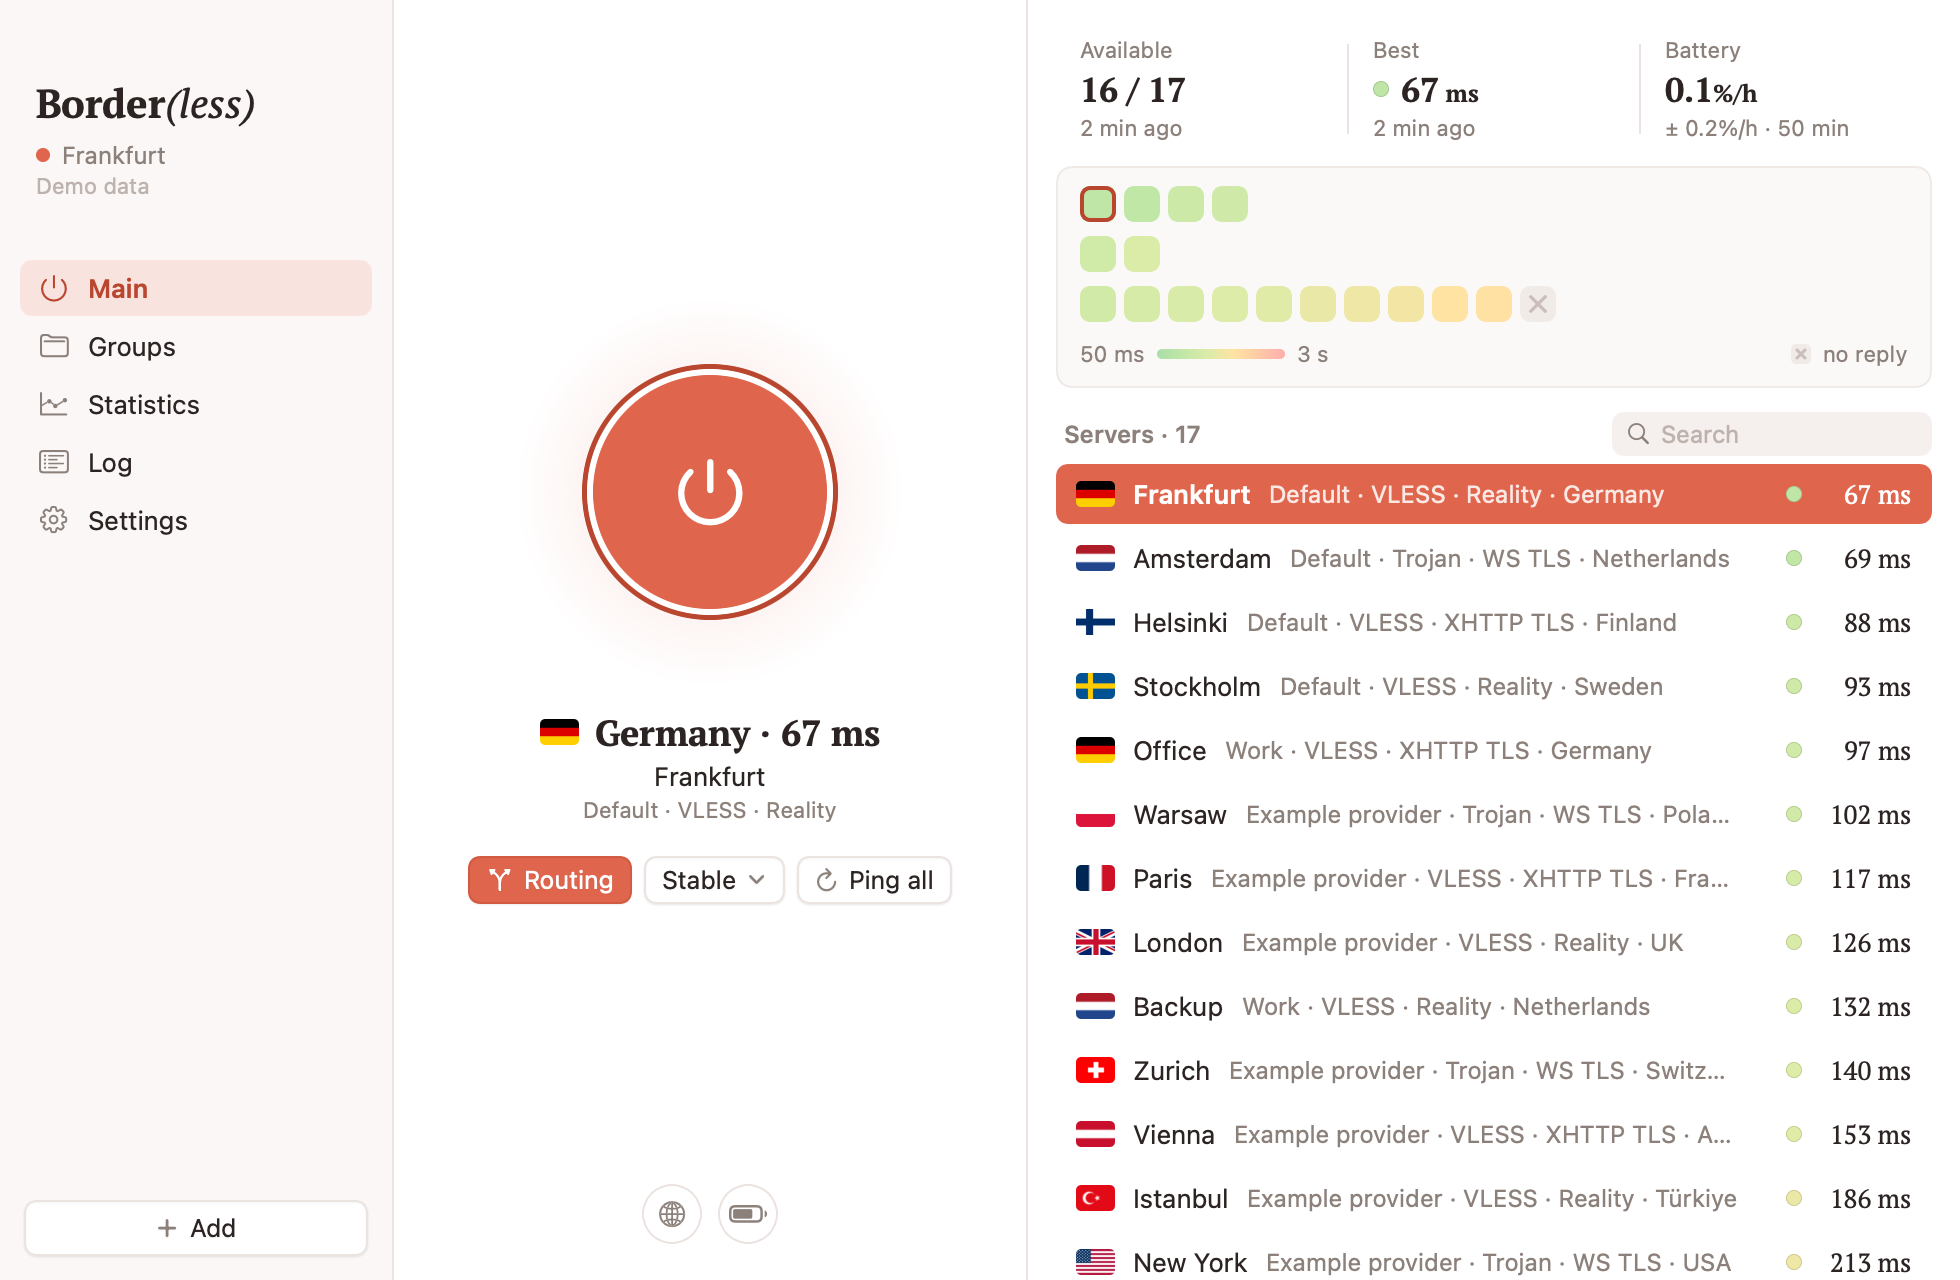 Border(less)
Frankfurt
Demo data
Main
Groups
Statistics
Log
Settings
+ Add
Germany · 67 ms
Frankfurt
Default · VLESS · Reality
Routing
Stable
Ping all
Available
16 / 17
2 min ago
Best
67 ms
2 min ago
Battery
0.1%/h
± 0.2%/h · 50 min
50 ms
3 s
no reply
Servers · 17
Search
Frankfurt Default · VLESS · Reality · Germany 67 ms
Amsterdam Default · Trojan · WS TLS · Netherlands 69 ms
Helsinki Default · VLESS · XHTTP TLS · Finland 88 ms
Stockholm Default · VLESS · Reality · Sweden 93 ms
Office Work · VLESS · XHTTP TLS · Germany 97 ms
Warsaw Example provider · Trojan · WS TLS · Pola... 102 ms
Paris Example provider · VLESS · XHTTP TLS · Fra... 117 ms
London Example provider · VLESS · Reality · UK 126 ms
Backup Work · VLESS · Reality · Netherlands 132 ms
Zurich Example provider · Trojan · WS TLS · Switz... 140 ms
Vienna Example provider · VLESS · XHTTP TLS · A... 153 ms
Istanbul Example provider · VLESS · Reality · Türkiye 186 ms
New York Example provider · Trojan · WS TLS · USA 213 ms